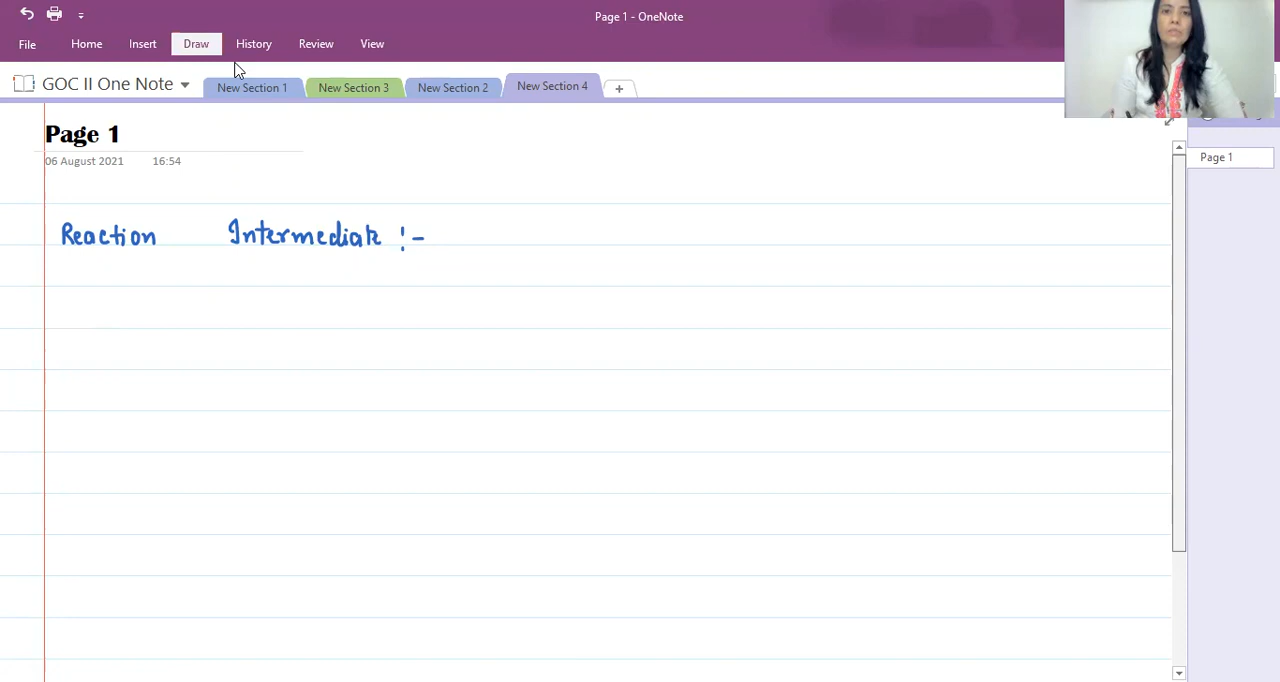 Page 1 - OneNote
File Home Insert Draw History Review View
GOC II One Note New Section 1 New Section 3 New Section 2 New Section 4 +
Page 1
Page 1
06 August 2021 16:54
Reaction Intermediate :-